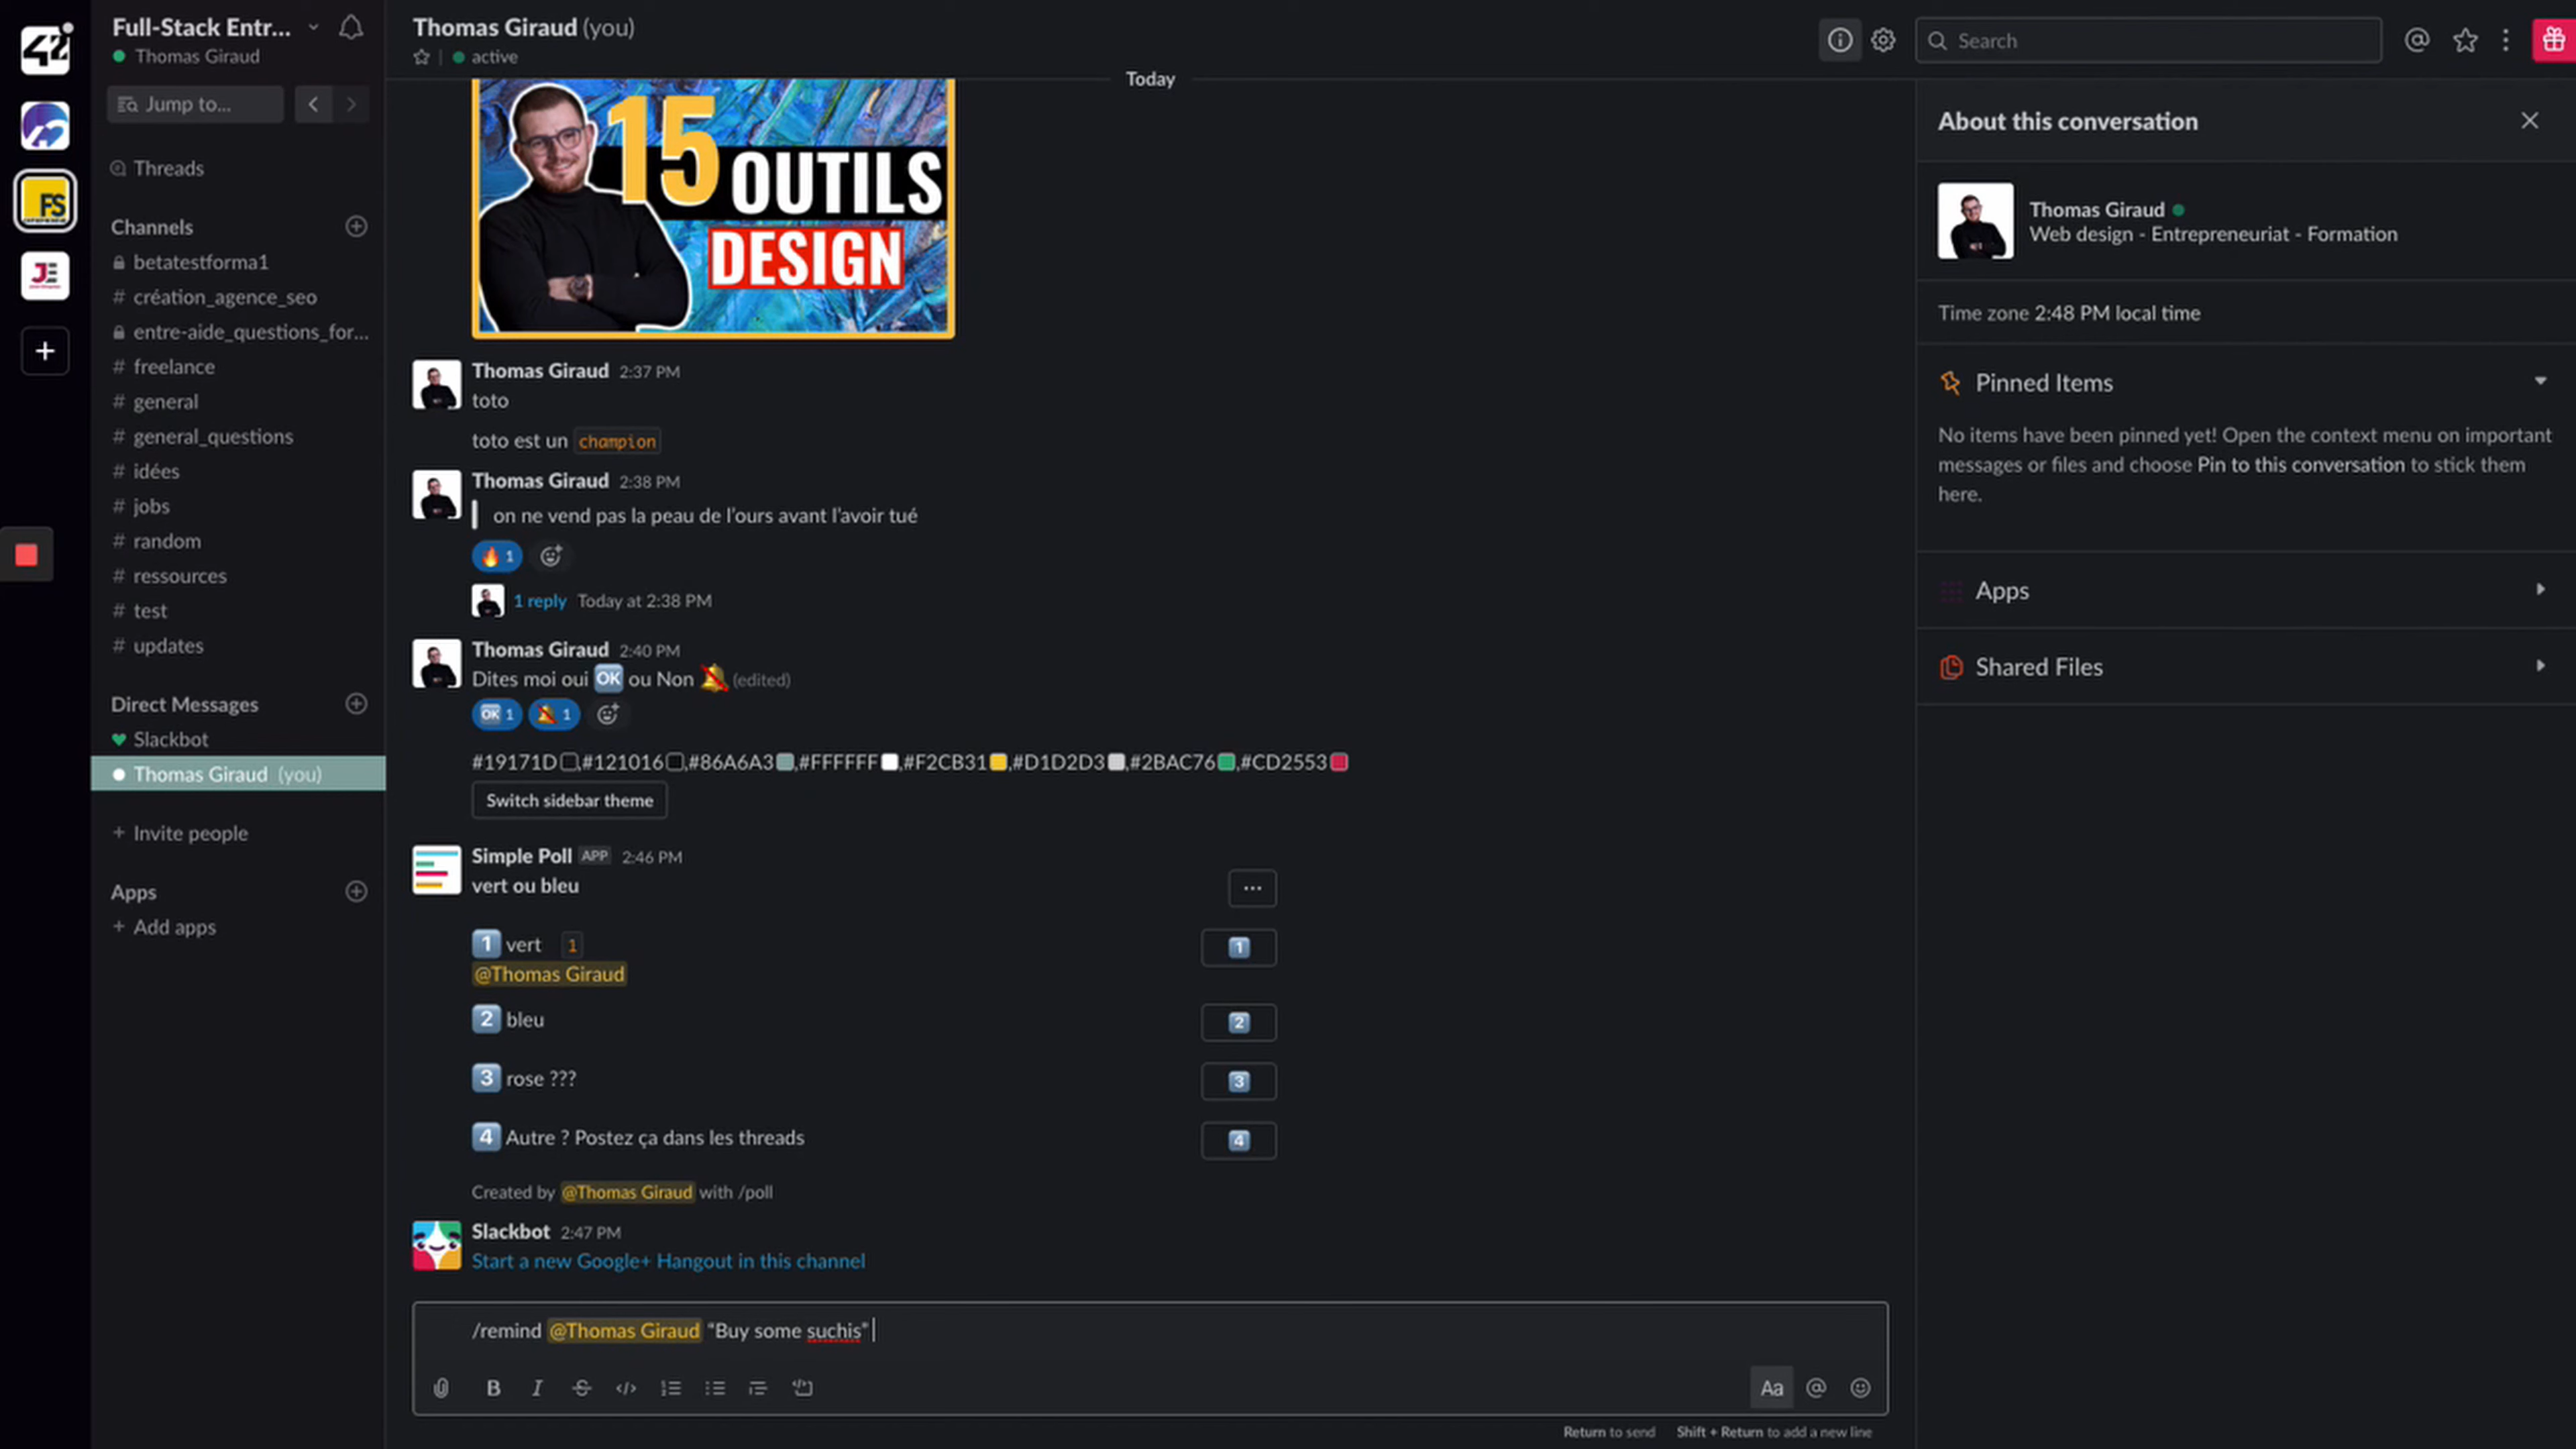 42
Full-Stack Entr...
Thomas Giraud
Jump to...
Threads
Channels
betatestforma1
# création_agence_seo
entre-aide_questions_for...
# freelance
# general
# general_questions
# idées
# jobs
# random
# ressources
# test
# updates
Direct Messages
Slackbot
Thomas Giraud (you)
+ Invite people
Apps
+ Add apps
FS
JE
+
Thomas Giraud (you)
active
Search
Today
15
OUTILS
DESIGN
Thomas Giraud 2:37 PM
toto
toto est un champion
Thomas Giraud 2:38 PM
on ne vend pas la peau de l'ours avant l'avoir tué
1
1 reply Today at 2:38 PM
Thomas Giraud 2:40 PM
Dites moi oui OK ou Non (edited)
OK 1 1
#19171D,#121016,#86A6A3,#FFFFFF,#F2CB31,#D1D2D3,#2BAC76,#CD2553
Switch sidebar theme
Simple Poll APP 2:46 PM
vert ou bleu
...
1 vert 1
1
@Thomas Giraud
2 bleu
2
3 rose ???
3
4 Autre ? Postez ça dans les threads
4
Created by @Thomas Giraud with /poll
Slackbot 2:47 PM
Start a new Google+ Hangout in this channel
/remind @Thomas Giraud "Buy some suchis"
B I S </> Aa @
Return to send Shift + Return to add a new line
About this conversation
Thomas Giraud
Web design - Entrepreneuriat - Formation
Time zone 2:48 PM local time
Pinned Items
No items have been pinned yet! Open the context menu on important
messages or files and choose Pin to this conversation to stick them
here.
Apps
Shared Files